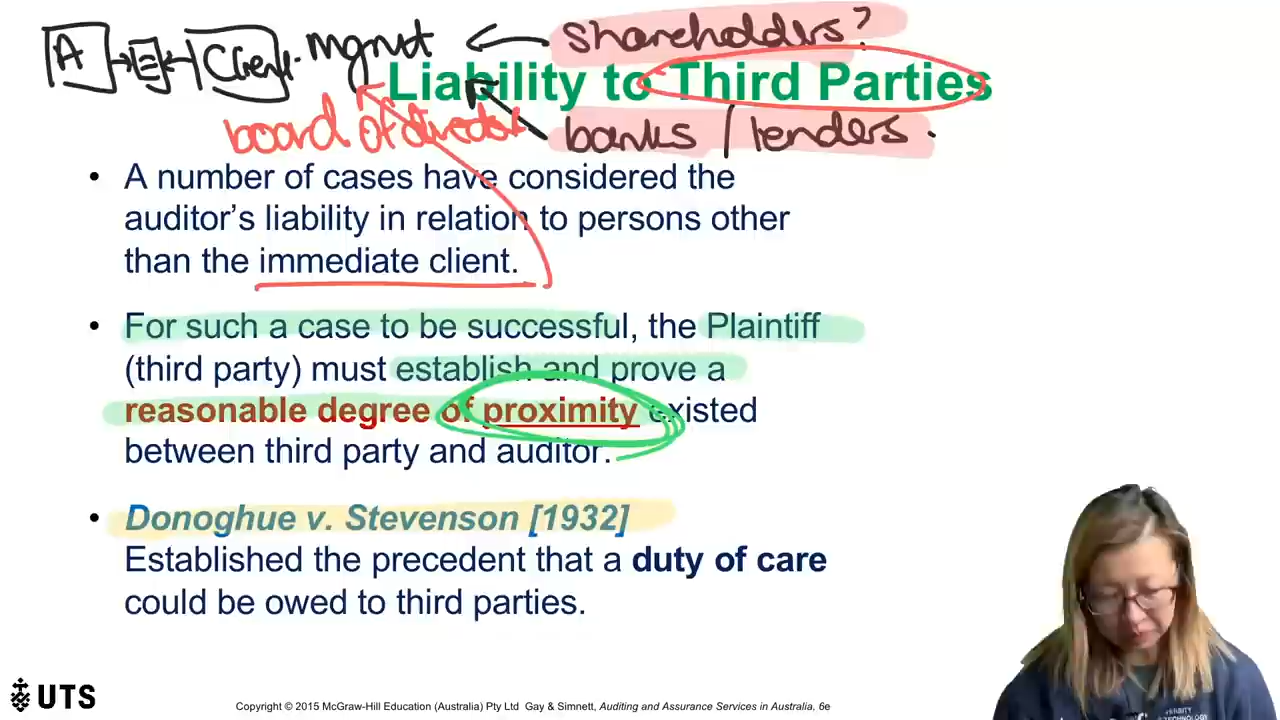 A
Client
Mgmt
shareholders?
Liability to Third Parties
board of directors
banks / lenders.
• A number of cases have considered the
auditor's liability in relation to persons other
than the immediate client.
• For such a case to be successful, the Plaintiff
(third party) must establish and prove a
reasonable degree of proximity existed
between third party and auditor.
• Donoghue v. Stevenson [1932]
Established the precedent that a duty of care
could be owed to third parties.
UTS
Copyright © 2015 McGraw-Hill Education (Australia) Pty Ltd Gay & Simnett, Auditing and Assurance Services in Australia, 6e